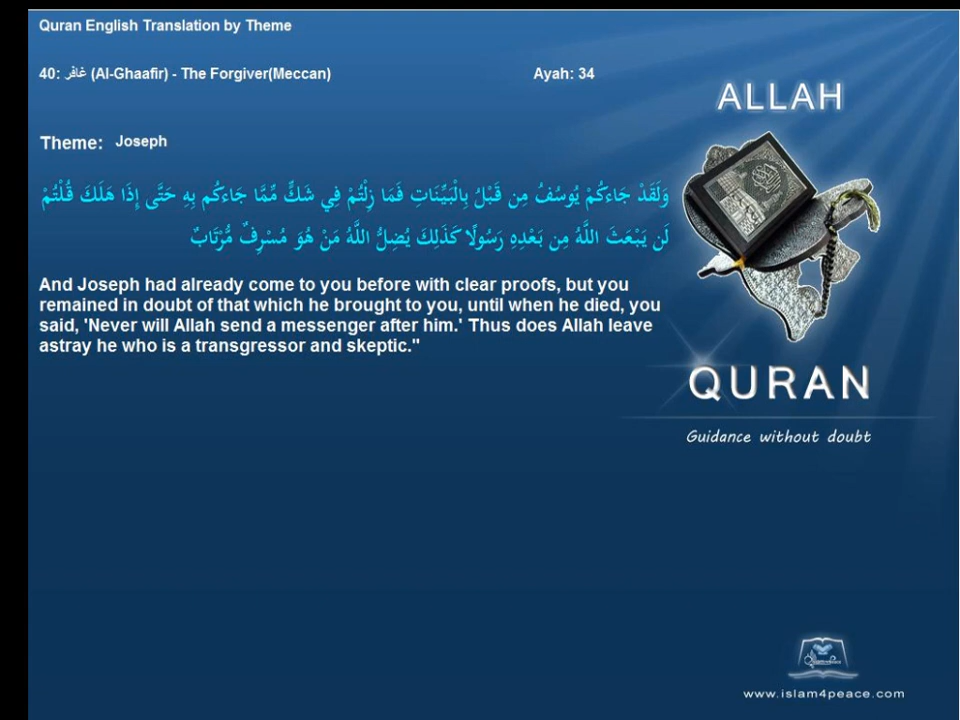 Quran English Translation by Theme
40: غافر (Al-Ghaafir) - The Forgiver(Meccan)
Ayah: 34
Theme: Joseph
وَلَقَدْ جَاءَكُمْ يُوسُفُ مِن قَبْلُ بِالْبَيِّنَاتِ فَمَا زِلْتُمْ فِي شَكٍّ مِّمَّا جَاءَكُم بِهِ حَتَّى إِذَا هَلَكَ قُلْتُمْ
لَن يَبْعَثَ اللَّهُ مِن بَعْدِهِ رَسُولًا كَذَلِكَ يُضِلُّ اللَّهُ مَنْ هُوَ مُسْرِفٌ مُّرْتَابٌ
And Joseph had already come to you before with clear proofs, but you
remained in doubt of that which he brought to you, until when he died, you
said, 'Never will Allah send a messenger after him.' Thus does Allah leave
astray he who is a transgressor and skeptic."
ALLAH
QURAN
Guidance without doubt
www.islam4peace.com